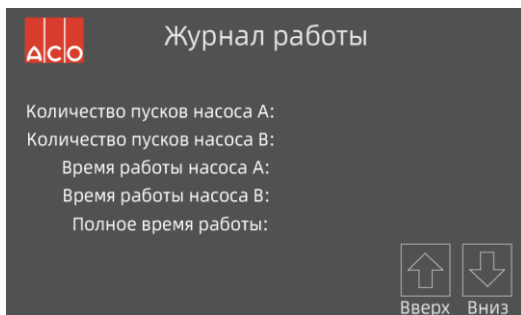 ACO
Журнал работы
Количество пусков насоса A:
Количество пусков насоса B:
Время работы насоса A:
Время работы насоса B:
Полное время работы:
Вверх Вниз